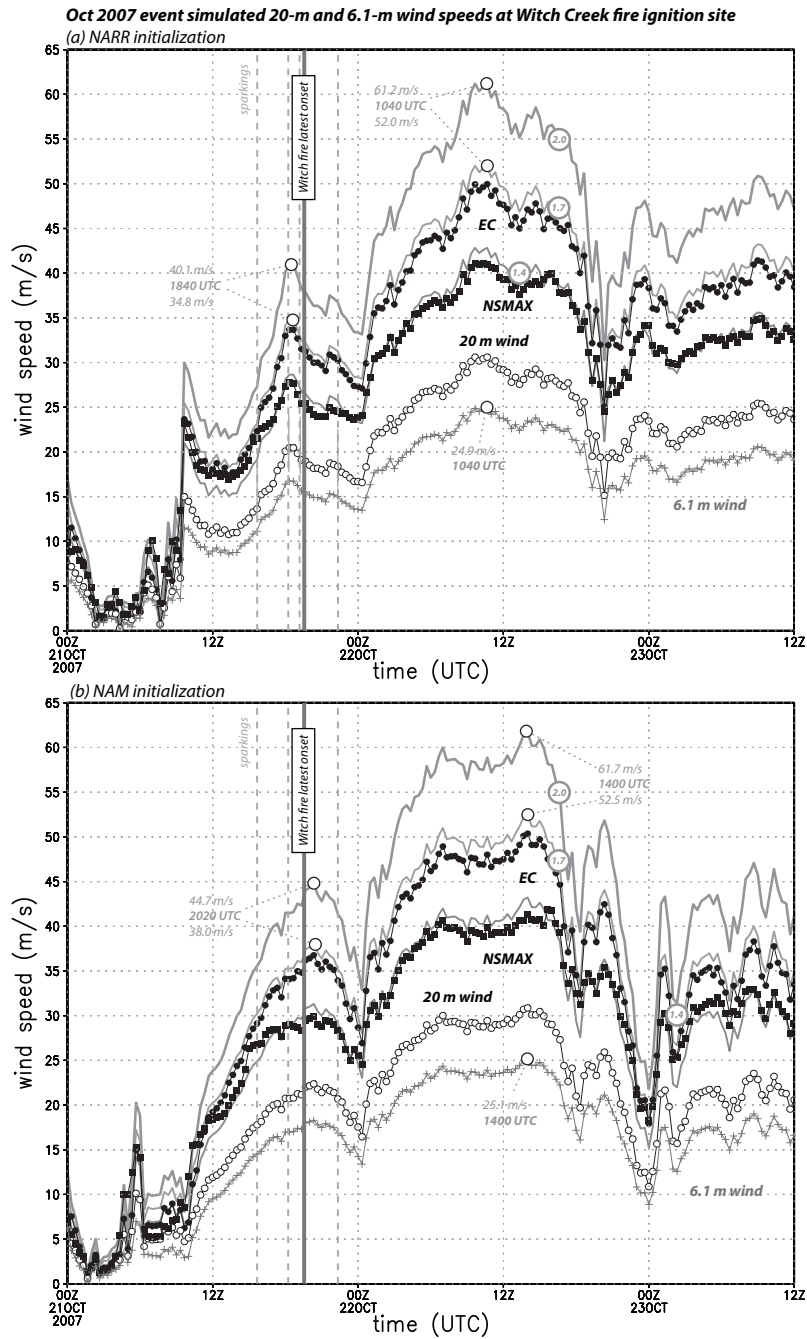 Oct 2007 event simulated 20-m and 6.1-m wind speeds at Witch Creek fire ignition site
(a) NARR initialization
65
60
55
50
45
40
35
30
25
20
15
10
5
0
wind speed (m/s)
sparkings
Witch fire latest onset
61.2 m/s
1040 UTC
52.0 m/s
2.0
1.7
EC
1.4
NSMAX
40.1 m/s
1840 UTC
34.8 m/s
20 m wind
24.9 m/s
1040 UTC
6.1 m wind
00Z
21OCT
2007
12Z
00Z
22OCT
12Z
00Z
23OCT
12Z
time (UTC)
(b) NAM initialization
65
60
55
50
45
40
35
30
25
20
15
10
5
0
wind speed (m/s)
sparkings
Witch fire latest onset
61.7 m/s
1400 UTC
52.5 m/s
2.0
1.7
EC
44.7 m/s
2020 UTC
38.0 m/s
NSMAX
20 m wind
1.4
25.1 m/s
1400 UTC
6.1 m wind
00Z
21OCT
2007
12Z
00Z
22OCT
12Z
00Z
23OCT
12Z
time (UTC)